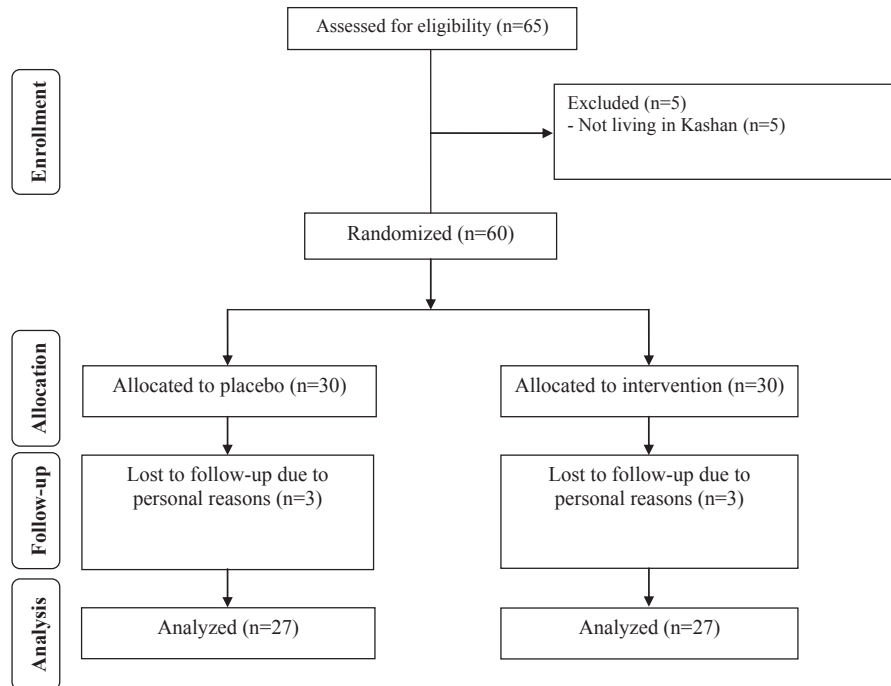 Assessed for eligibility (n=65)
Enrollment
Excluded (n=5)
- Not living in Kashan (n=5)
Randomized (n=60)
Allocation
Allocated to placebo (n=30)
Allocated to intervention (n=30)
Follow-up
Lost to follow-up due to
personal reasons (n=3)
Lost to follow-up due to
personal reasons (n=3)
Analysis
Analyzed (n=27)
Analyzed (n=27)